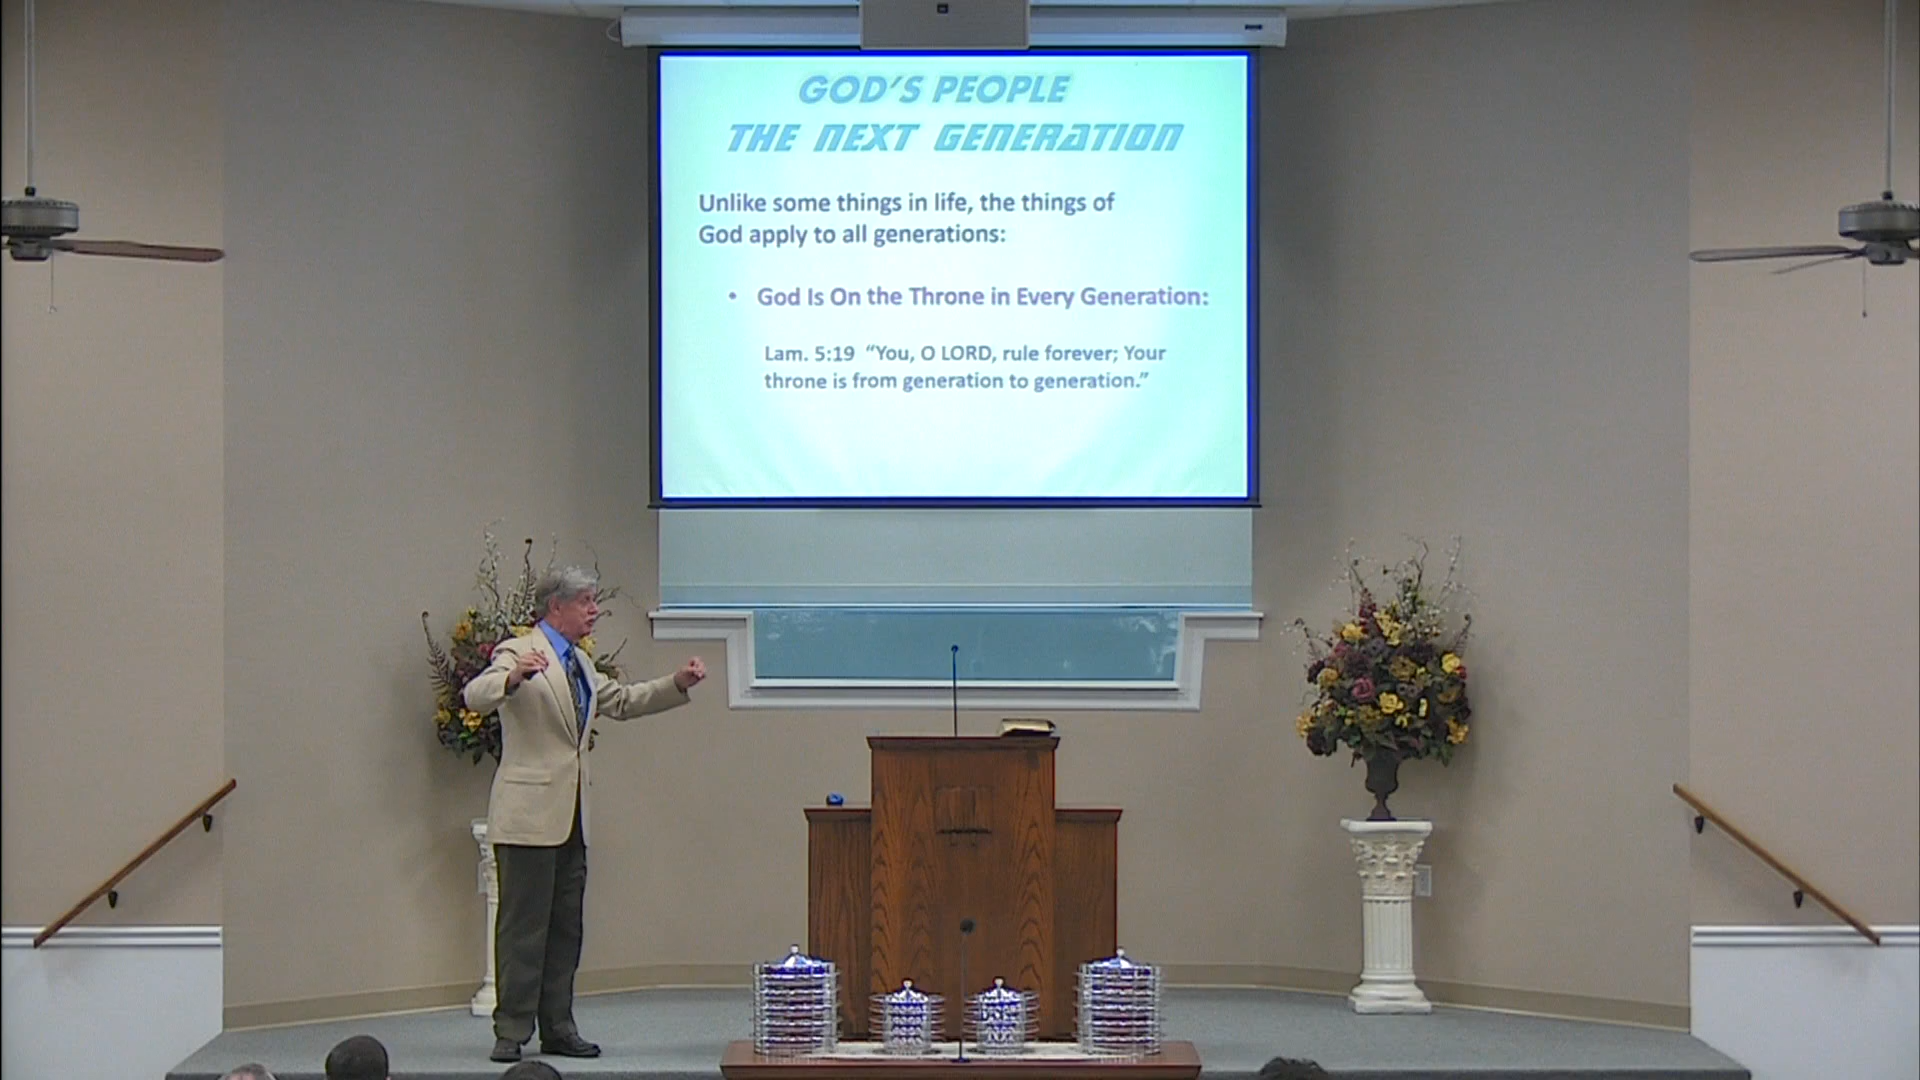 GOD'S PEOPLE
THE NEXT GENERATION
Unlike some things in life, the things of
God apply to all generations:
• God Is On the Throne in Every Generation:
Lam. 5:19 “You, O LORD, rule forever; Your
throne is from generation to generation.”